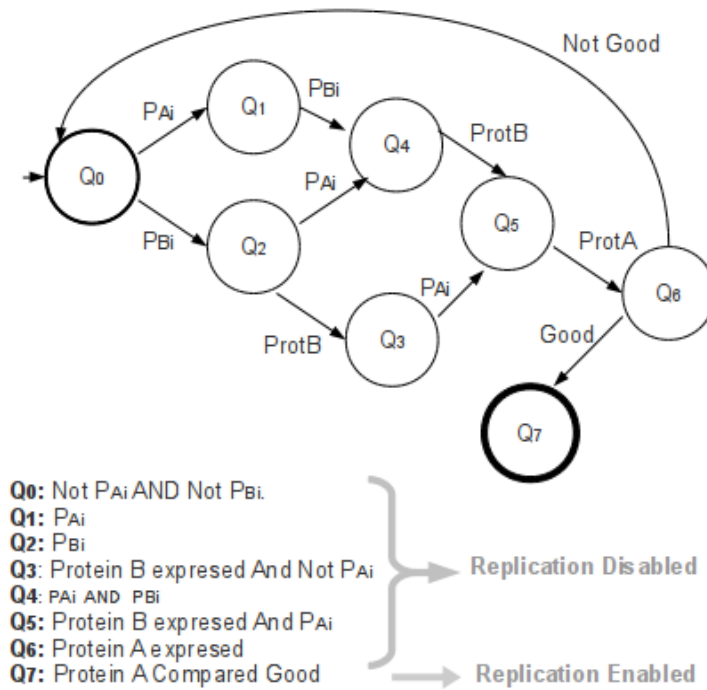 Not Good
PAi
Q1
PBi
Q4
ProtB
Q0
PAi
PBi
Q2
Q5
ProtA
PAi
Q6
ProtB
Q3
Good
Q7
Q0: Not PAi AND Not PBi.
Q1: PAi
Q2: PBi
Q3: Protein B expresed And Not PAi
Q4: PAi AND PBi
Q5: Protein B expresed And PAi
Q6: Protein A expresed
Q7: Protein A Compared Good
Replication Disabled
Replication Enabled